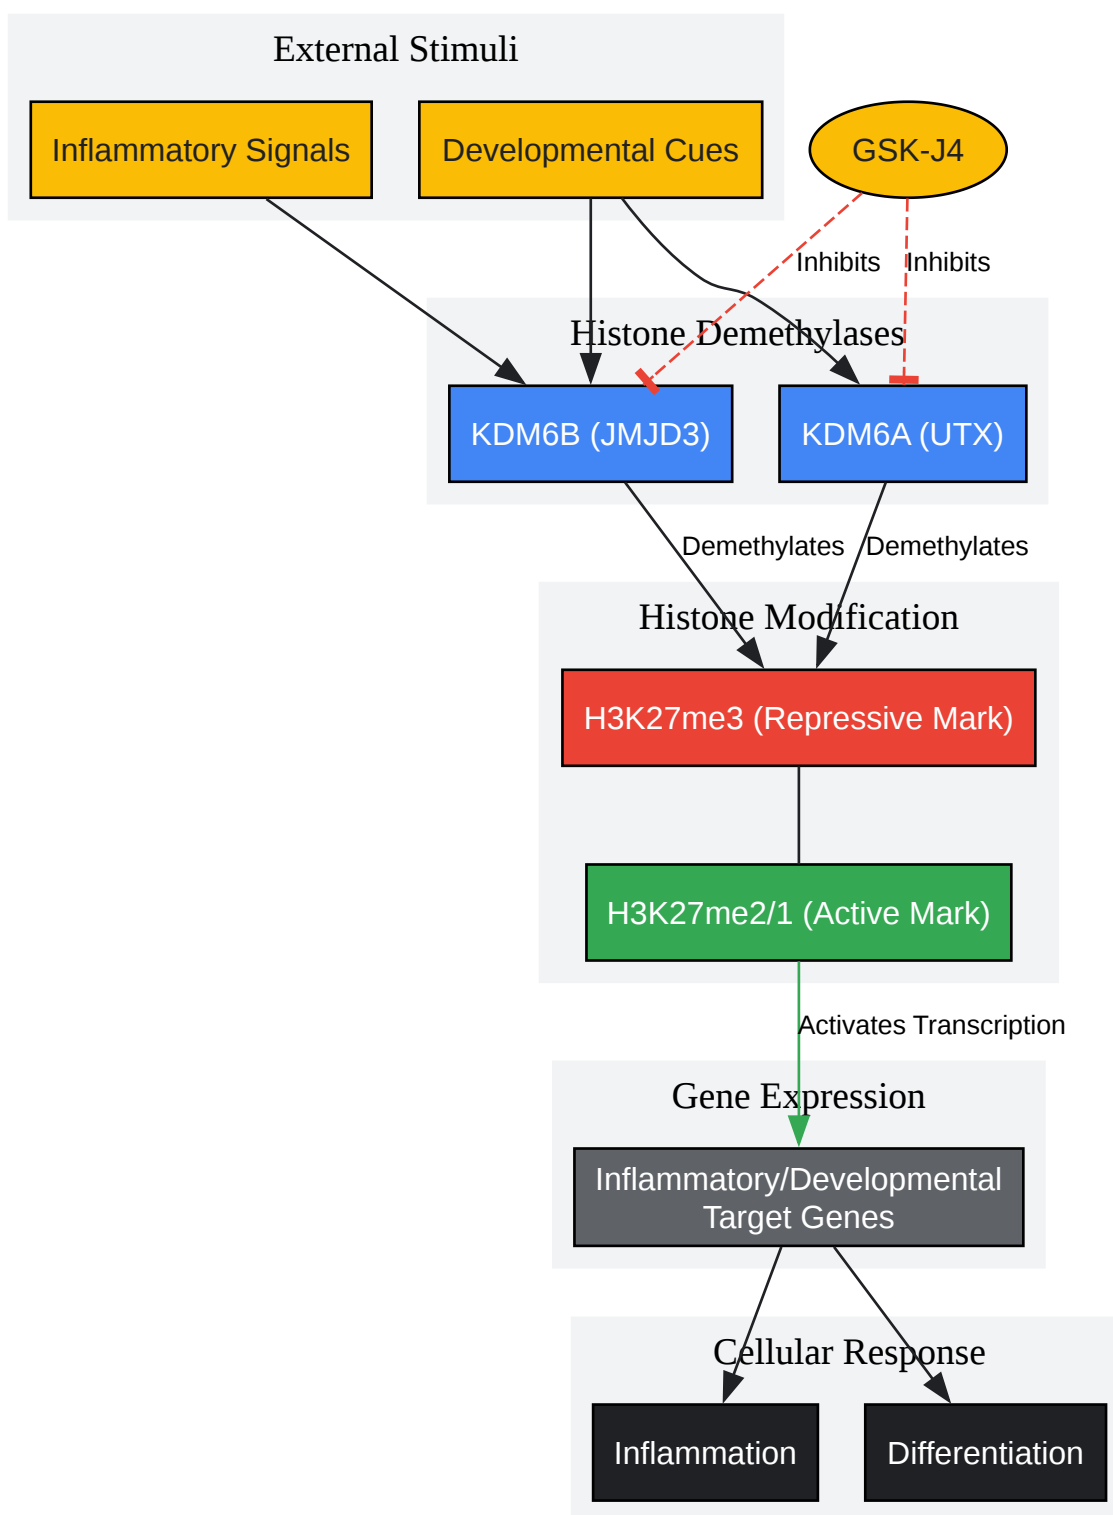 External Stimuli
Inflammatory Signals
Developmental Cues
GSK-J4
Inhibits
Inhibits
Histone Demethylases
KDM6B (JMJD3)
KDM6A (UTX)
Demethylates
Demethylates
Histone Modification
H3K27me3 (Repressive Mark)
H3K27me2/1 (Active Mark)
Activates Transcription
Gene Expression
Inflammatory/Developmental
Target Genes
Cellular Response
Inflammation
Differentiation